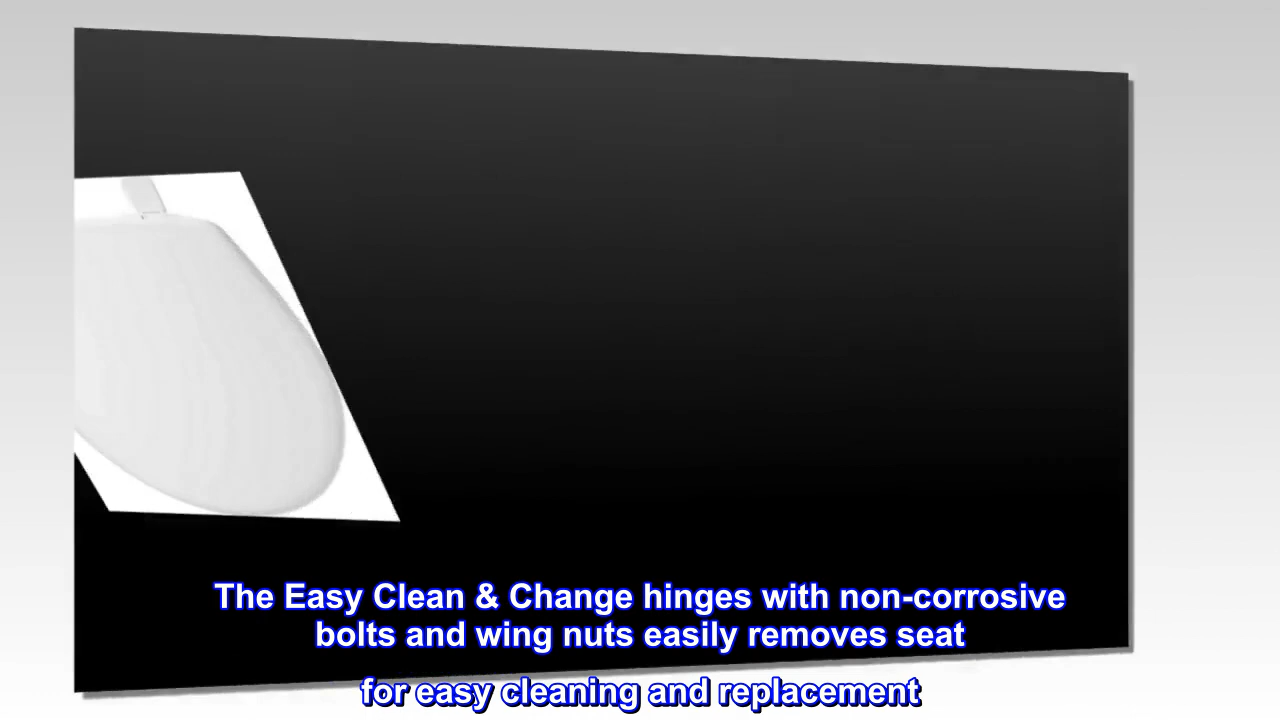 The Easy Clean & Change hinges with non-corrosive
bolts and wing nuts easily removes seat
for easy cleaning and replacement